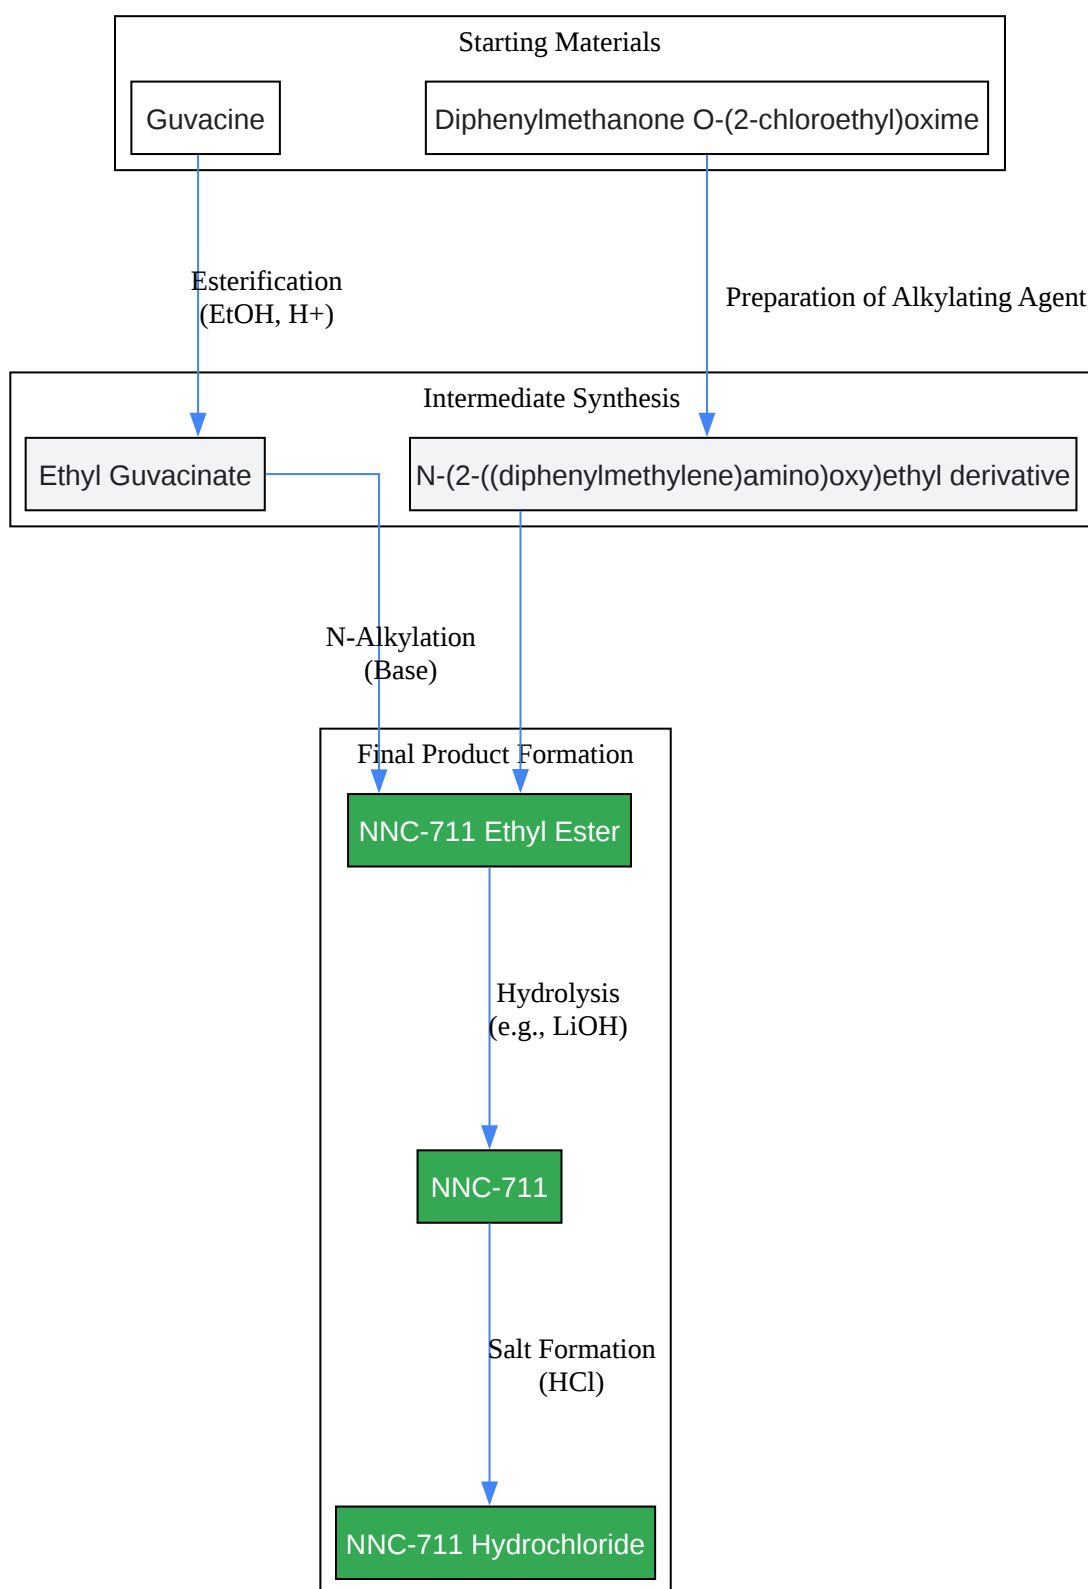 Starting Materials
Guvacine
Diphenylmethanone O-(2-chloroethyl)oxime
Esterification
(EtOH, H+)
Preparation of Alkylating Agent
Intermediate Synthesis
Ethyl Guvacinate
N-(2-((diphenylmethylene)amino)oxy)ethyl derivative
N-Alkylation
(Base)
Final Product Formation
NNC-711 Ethyl Ester
Hydrolysis
(e.g., LiOH)
NNC-711
Salt Formation
(HCl)
NNC-711 Hydrochloride